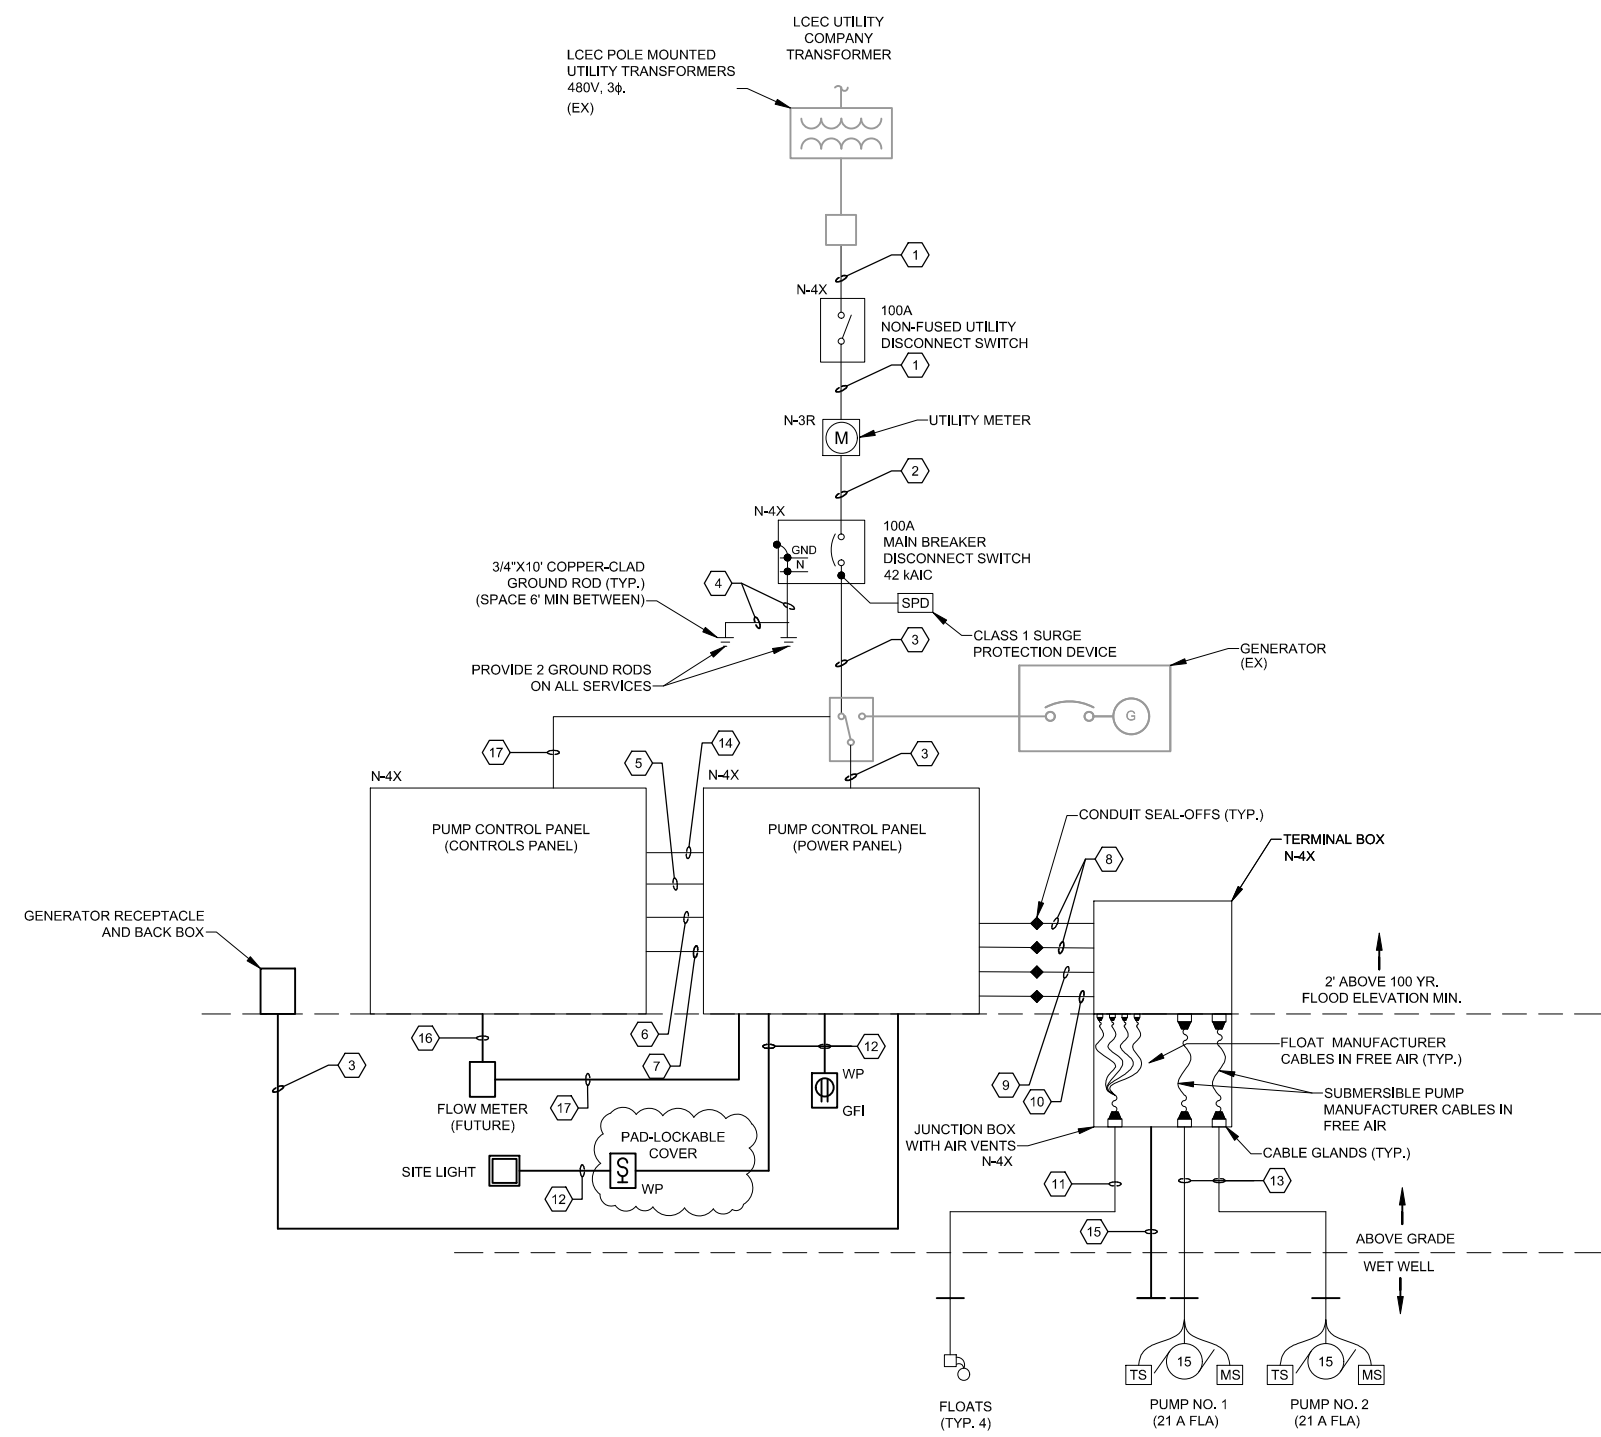 LCEC UTILITY
COMPANY
TRANSFORMER
LCEC POLE MOUNTED
UTILITY TRANSFORMERS
480V, 3ɸ.
(EX)
1
N-4X
100A
NON-FUSED UTILITY
DISCONNECT SWITCH
1
N-3R
M
UTILITY METER
2
N-4X
100A
MAIN BREAKER
DISCONNECT SWITCH
42 kAIC
GND
N
3/4"X10' COPPER-CLAD
GROUND ROD (TYP.)
(SPACE 6' MIN BETWEEN)
4
SPD
CLASS 1 SURGE
PROTECTION DEVICE
3
PROVIDE 2 GROUND RODS
ON ALL SERVICES
GENERATOR
(EX)
G
17
14
5
3
N-4X
N-4X
PUMP CONTROL PANEL
(CONTROLS PANEL)
PUMP CONTROL PANEL
(POWER PANEL)
CONDUIT SEAL-OFFS (TYP.)
TERMINAL BOX
N-4X
8
GENERATOR RECEPTACLE
AND BACK BOX
2' ABOVE 100 YR.
FLOOD ELEVATION MIN.
16
6
7
12
3
9
10
FLOAT MANUFACTURER
CABLES IN FREE AIR (TYP.)
WP
GFI
FLOW METER
(FUTURE)
17
SUBMERSIBLE PUMP
MANUFACTURER CABLES IN
FREE AIR
PAD-LOCKABLE
COVER
JUNCTION BOX
WITH AIR VENTS
N-4X
CABLE GLANDS (TYP.)
SITE LIGHT
12
S
WP
11
13
15
ABOVE GRADE
WET WELL
TS
15
MS
TS
15
MS
FLOATS
(TYP. 4)
PUMP NO. 1
(21 A FLA)
PUMP NO. 2
(21 A FLA)